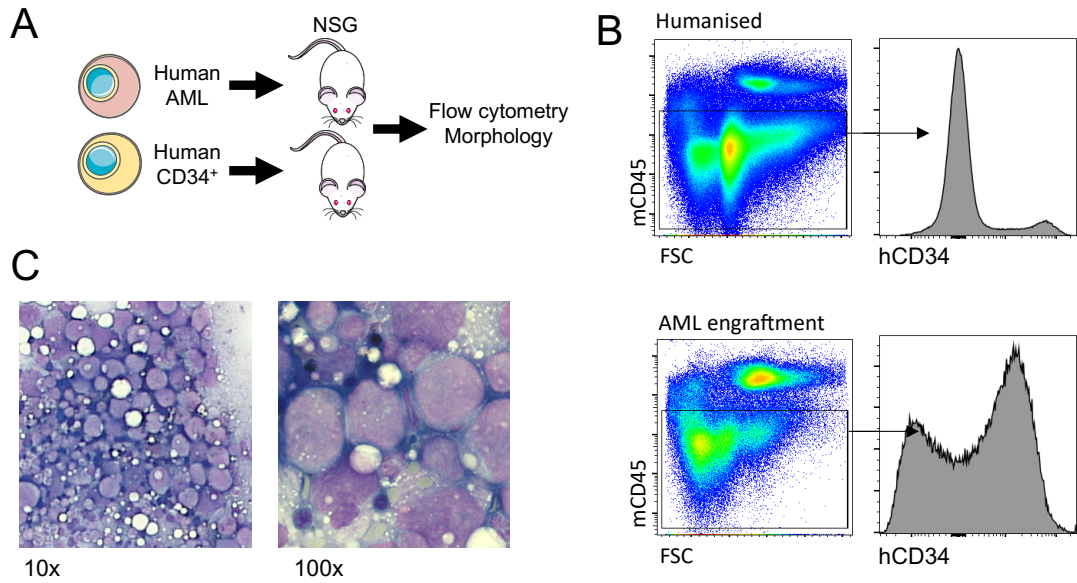 A
NSG
Human
AML
Human
CD34⁺
Flow cytometry
Morphology
B
Humanised
mCD45
FSC
hCD34
AML engraftment
mCD45
FSC
hCD34
C
10x
100x